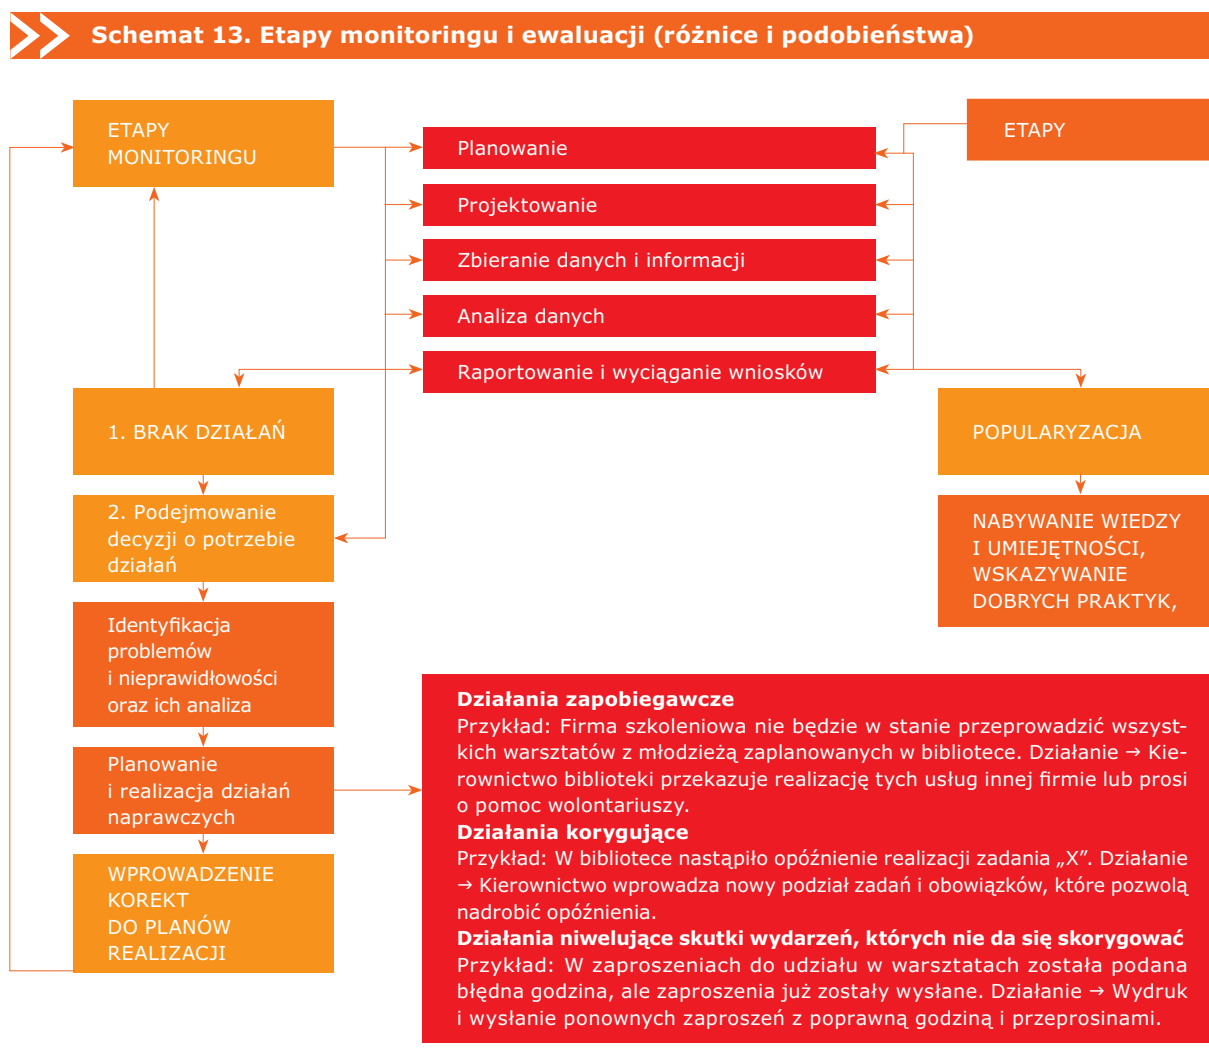 Schemat 13. Etapy monitoringu i ewaluacji (różnice i podobieństwa)
ETAPY
MONITORINGU
Planowanie
Projektowanie
Zbieranie danych i informacji
Analiza danych
Raportowanie i wyciąganie wniosków
ETAPY
1. BRAK DZIAŁAŃ
2. Podejmowanie
decyzji o potrzebie
działań
Identyfikacja
problemów
i nieprawidłowości
oraz ich analiza
Planowanie
i realizacja działań
naprawczych
WPROWADZENIE
KOREKT
DO PLANÓW
REALIZACJI
POPULARYZACJA
NABYWANIE WIEDZY
I UMIEJĘTNOŚCI,
WSKAZYWANIE
DOBRYCH PRAKTYK,
Działania zapobiegawcze
Przykład: Firma szkoleniowa nie będzie w stanie przeprowadzić wszyst-
kich warsztatów z młodzieżą zaplanowanych w bibliotece. Działanie → Kie-
rownictwo biblioteki przekazuje realizację tych usług innej firmie lub prosi
o pomoc wolontariuszy.
Działania korygujące
Przykład: W bibliotece nastąpiło opóźnienie realizacji zadania „X”. Działanie
→ Kierownictwo wprowadza nowy podział zadań i obowiązków, które pozwolą
nadrobić opóźnienia.
Działania niwelujące skutki wydarzeń, których nie da się skorygować
Przykład: W zaproszeniach do udziału w warsztatach została podana
błędna godzina, ale zaproszenia już zostały wysłane. Działanie → Wydruk
i wysłanie ponownych zaproszeń z poprawną godziną i przeprosinami.